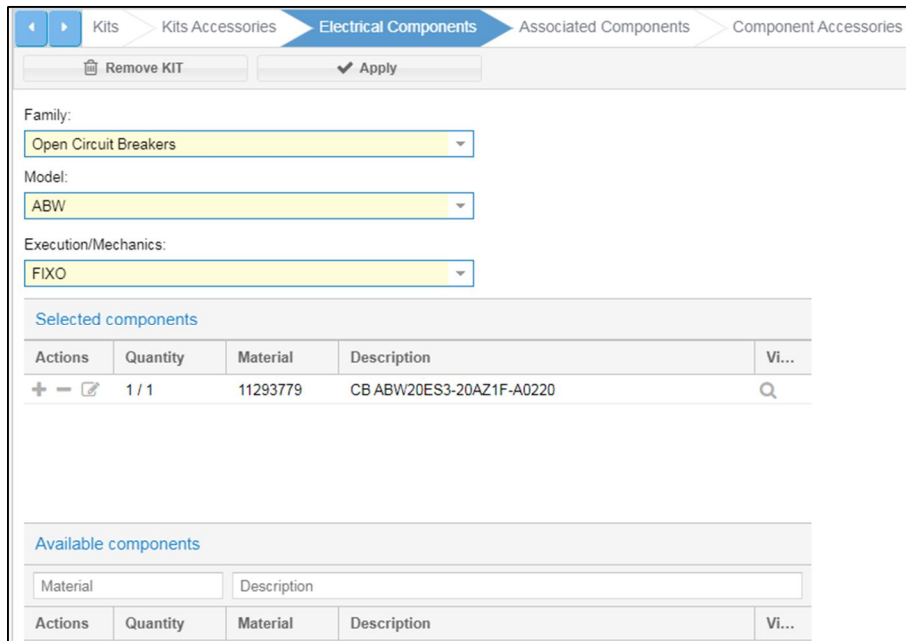 Kits Kits Accessories Electrical Components Associated Components Component Accessories
Remove KIT Apply
Family:
Open Circuit Breakers
Model:
ABW
Execution/Mechanics:
FIXO
Selected components
Actions Quantity Material Description Vi...
1 / 1 11293779 CB ABW20ES3-20AZ1F-A0220
Available components
Material Description
Actions Quantity Material Description Vi...